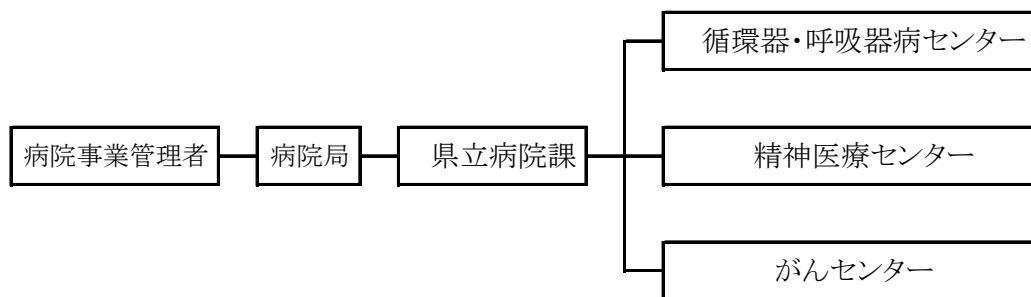 循環器・呼吸器病センター
病院事業管理者
病院局
県立病院課
精神医療センター
がんセンター